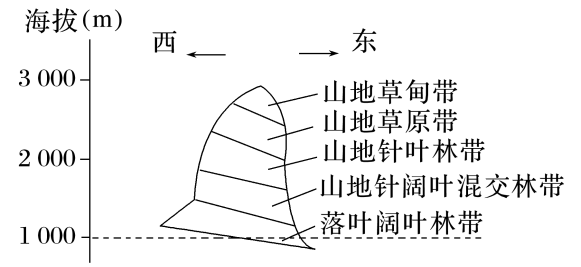 海拔(m)
西 东
3 000
山地草甸带
山地草原带
2 000
山地针叶林带
山地针阔叶混交林带
落叶阔叶林带
1 000